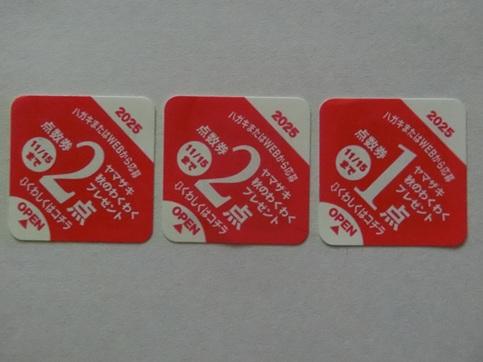 2025
ハガキまたはWEBから応募
点数券
11/15
まで
2点
ヤマザキ
秋のわくわく
プレゼント
くわしくはコチラ
OPEN
2025
ハガキまたはWEBから応募
点数券
11/15
まで
2点
ヤマザキ
秋のわくわく
プレゼント
くわしくはコチラ
OPEN
2025
ハガキまたはWEBから応募
点数券
11/15
まで
1点
ヤマザキ
秋のわくわく
プレゼント
くわしくはコチラ
OPEN